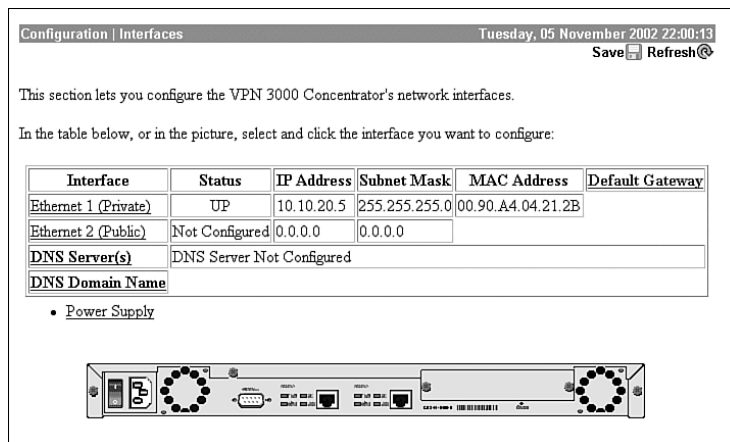 Configuration | Interfaces Tuesday, 05 November 2002 22:00:13
Save Refresh
This section lets you configure the VPN 3000 Concentrator's network interfaces.
In the table below, or in the picture, select and click the interface you want to configure:
Interface Status IP Address Subnet Mask MAC Address Default Gateway
Ethernet 1 (Private) UP 10.10.20.5 255.255.255.0 00.90.A4.04.21.2B
Ethernet 2 (Public) Not Configured 0.0.0.0 0.0.0.0
DNS Server(s) DNS Server Not Configured
DNS Domain Name
• Power Supply